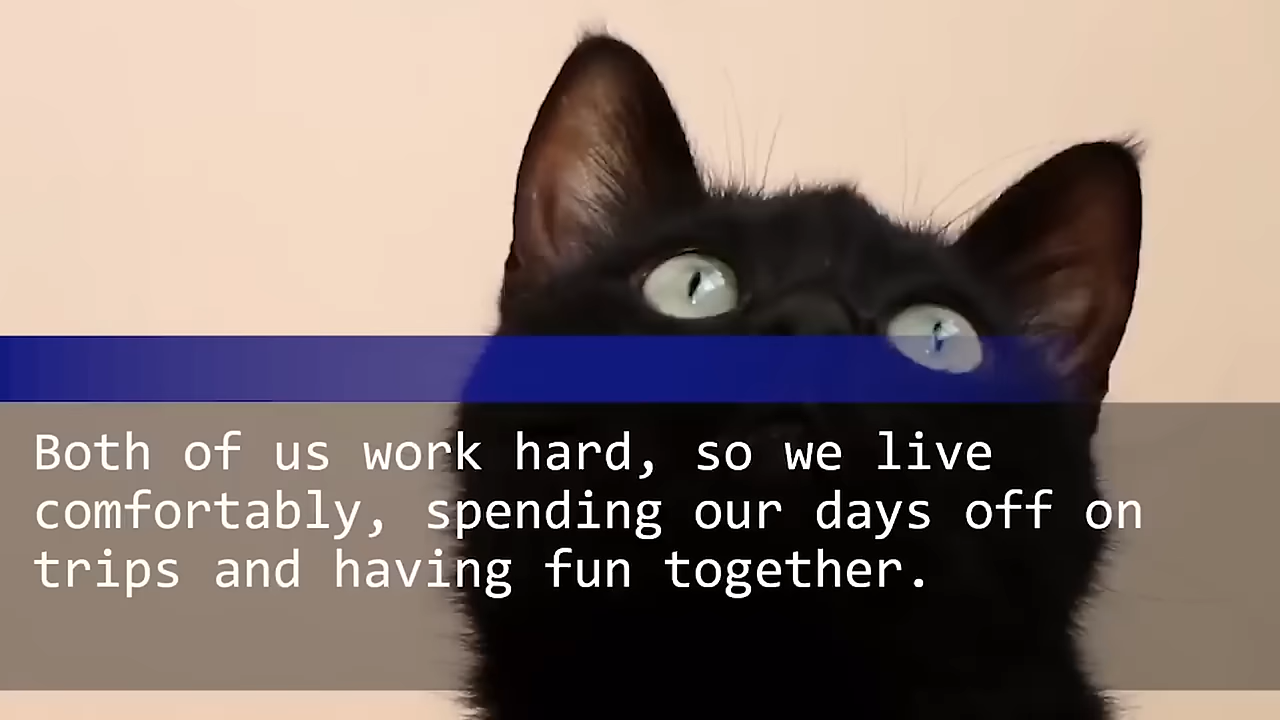 Both of us work hard, so we live
comfortably, spending our days off on
trips and having fun together.